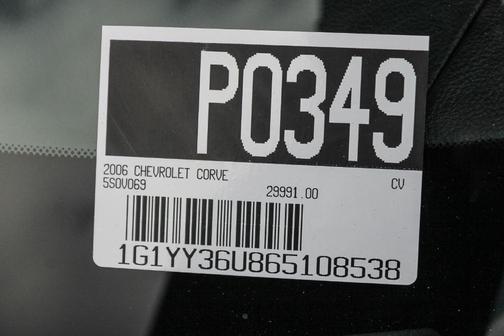 P0349
2006 CHEVROLET CORVE CV
5S0V069 29991.00
1G1YY36U865108538